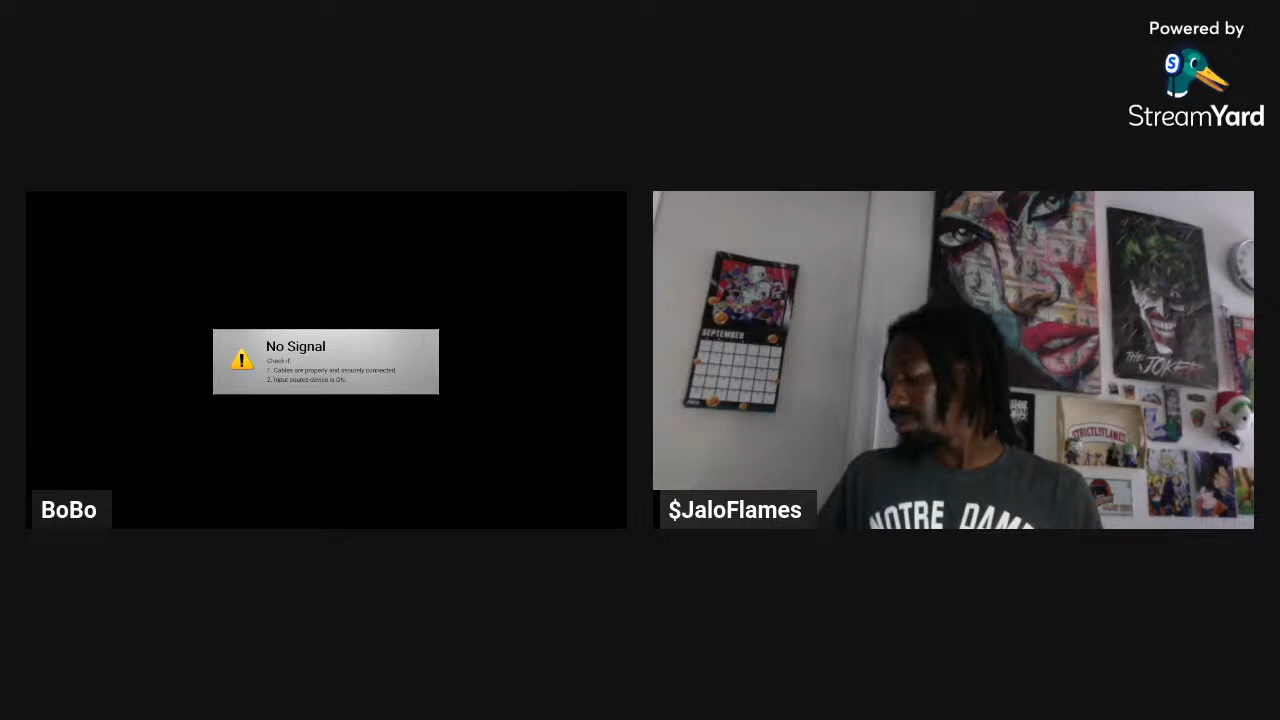 Powered by
S
StreamYard
No Signal
Check if:
1. Cables are properly and securely connected
2. Input source device is ON.
BoBo
SEPTEMBER
THE JOKER
STRICTLYFLAMES
NOTRE DAME
$JaloFlames